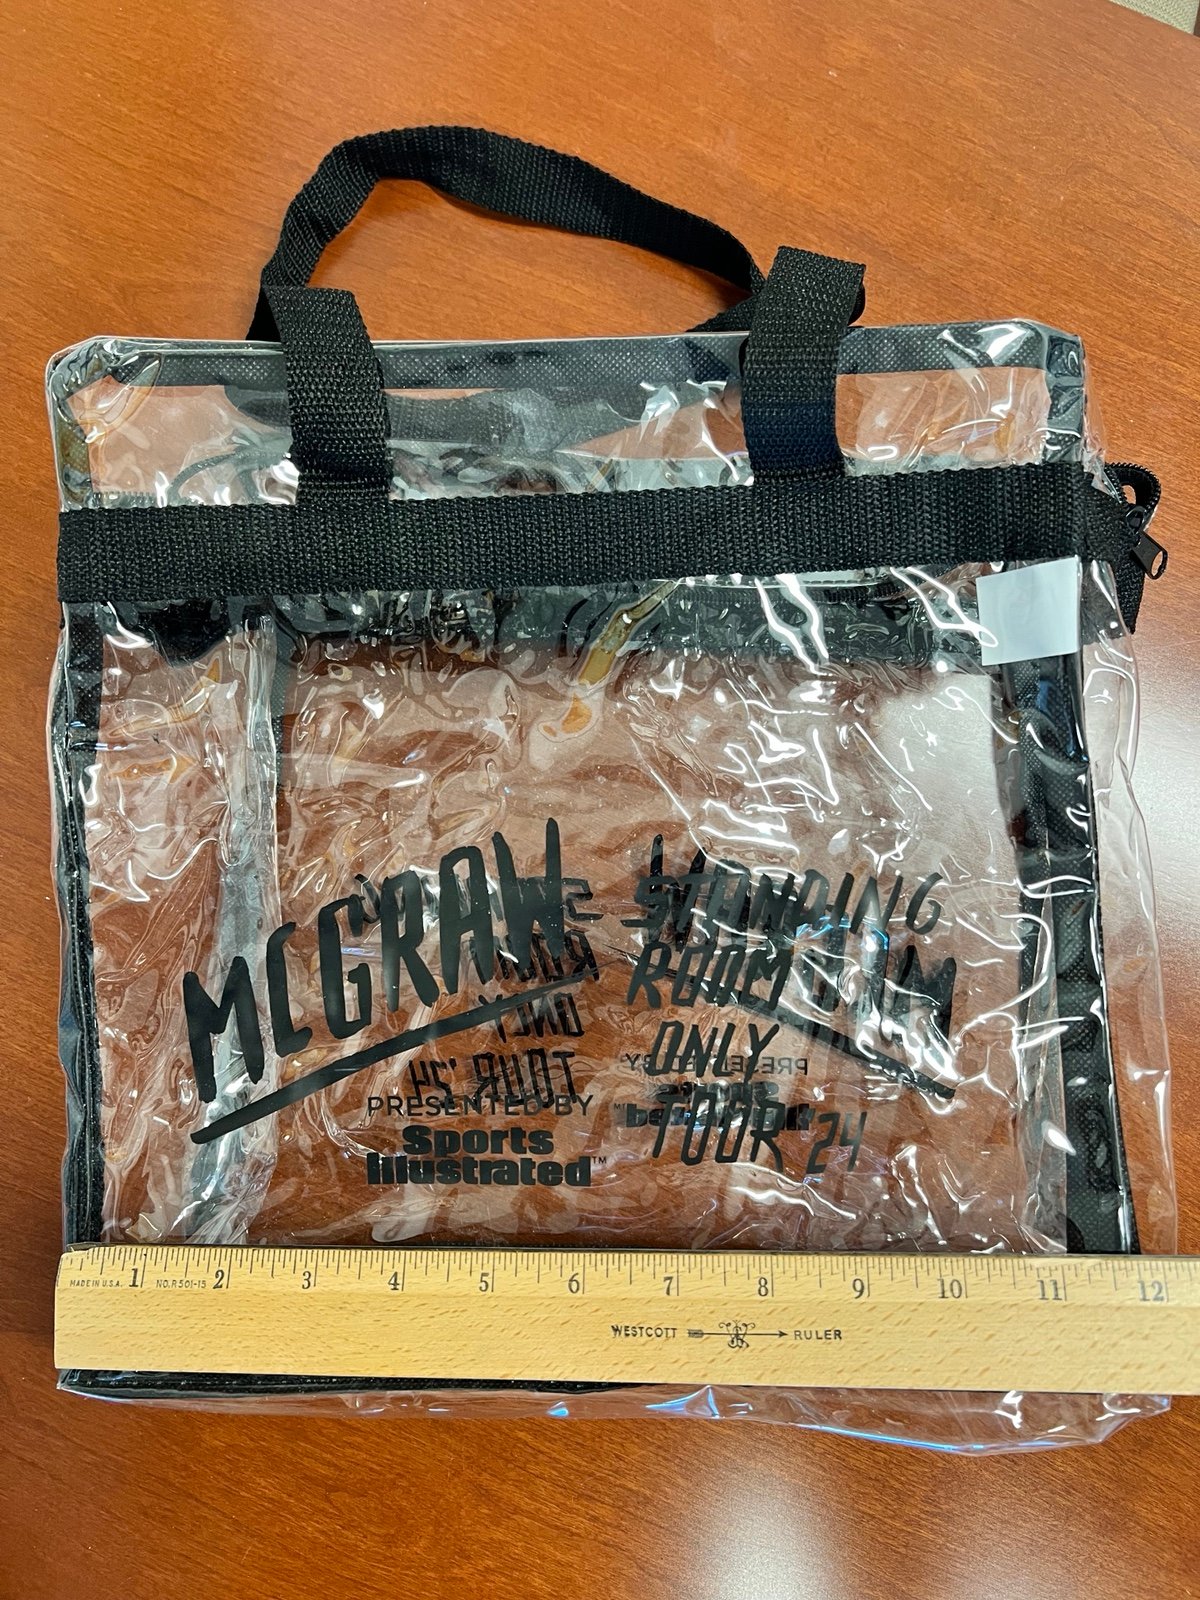 MCGRAW
STANDING
ROOM
ONLY
TOUR '24
PRESENTED BY
Sports
Illustrated™
1 2 3 4 5 6 7 8 9 10 11 12
MADE IN U.S.A. NO.R501-15
WESTCOTT RULER